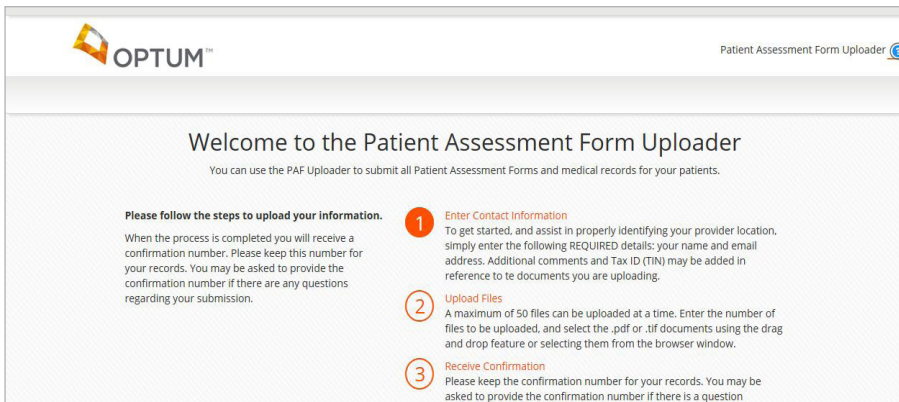 OPTUM™
Patient Assessment Form Uploader
Welcome to the Patient Assessment Form Uploader
You can use the PAF Uploader to submit all Patient Assessment Forms and medical records for your patients.
Please follow the steps to upload your information.
When the process is completed you will receive a
confirmation number. Please keep this number for
your records. You may be asked to provide the
confirmation number if there are any questions
regarding your submission.
1
Enter Contact Information
To get started, and assist in properly identifying your provider location,
simply enter the following REQUIRED details: your name and email
address. Additional comments and Tax ID (TIN) may be added in
reference to te documents you are uploading.
2
Upload Files
A maximum of 50 files can be uploaded at a time. Enter the number of
files to be uploaded, and select the .pdf or .tif documents using the drag
and drop feature or selecting them from the browser window.
3
Receive Confirmation
Please keep the confirmation number for your records. You may be
asked to provide the confirmation number if there is a question